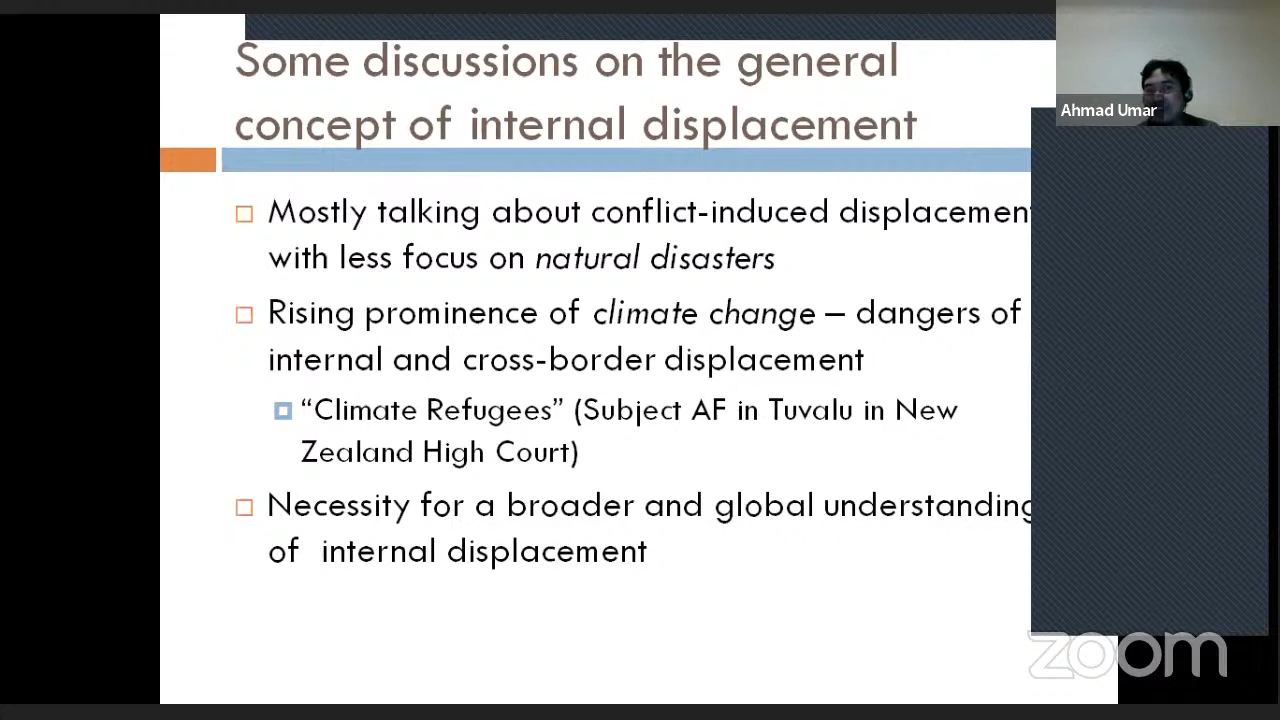 Some discussions on the general
concept of internal displacement
Ahmad Umar
Mostly talking about conflict-induced displacement
with less focus on natural disasters
Rising prominence of climate change – dangers of
internal and cross-border displacement
“Climate Refugees” (Subject AF in Tuvalu in New
Zealand High Court)
Necessity for a broader and global understanding
of internal displacement
zoom